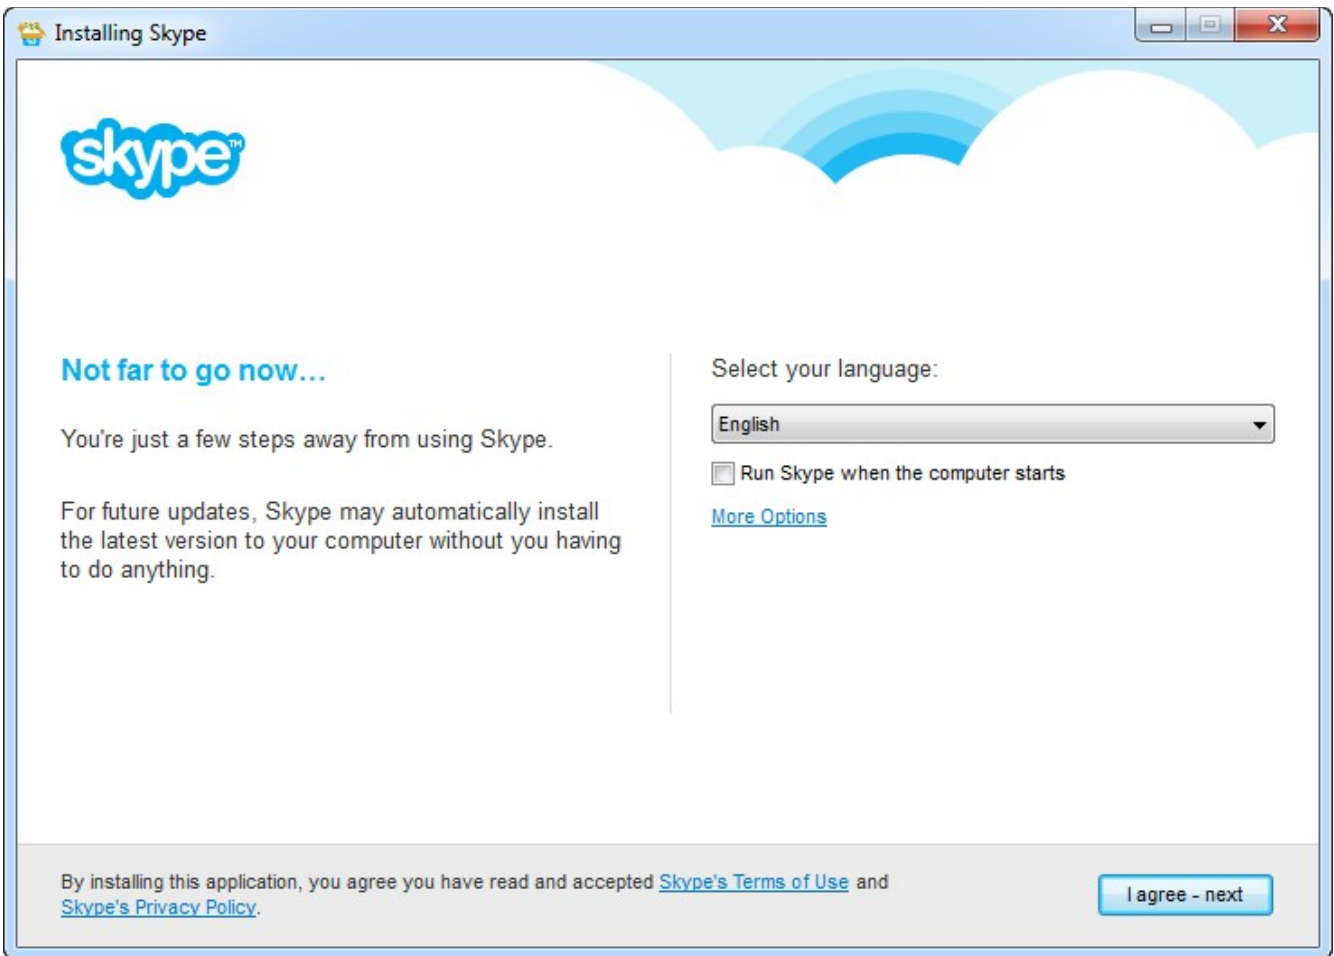 Installing Skype
skype™
Not far to go now...
You're just a few steps away from using Skype.
For future updates, Skype may automatically install
the latest version to your computer without you having
to do anything.
Select your language:
English
Run Skype when the computer starts
More Options
By installing this application, you agree you have read and accepted Skype's Terms of Use and
Skype's Privacy Policy.
I agree - next